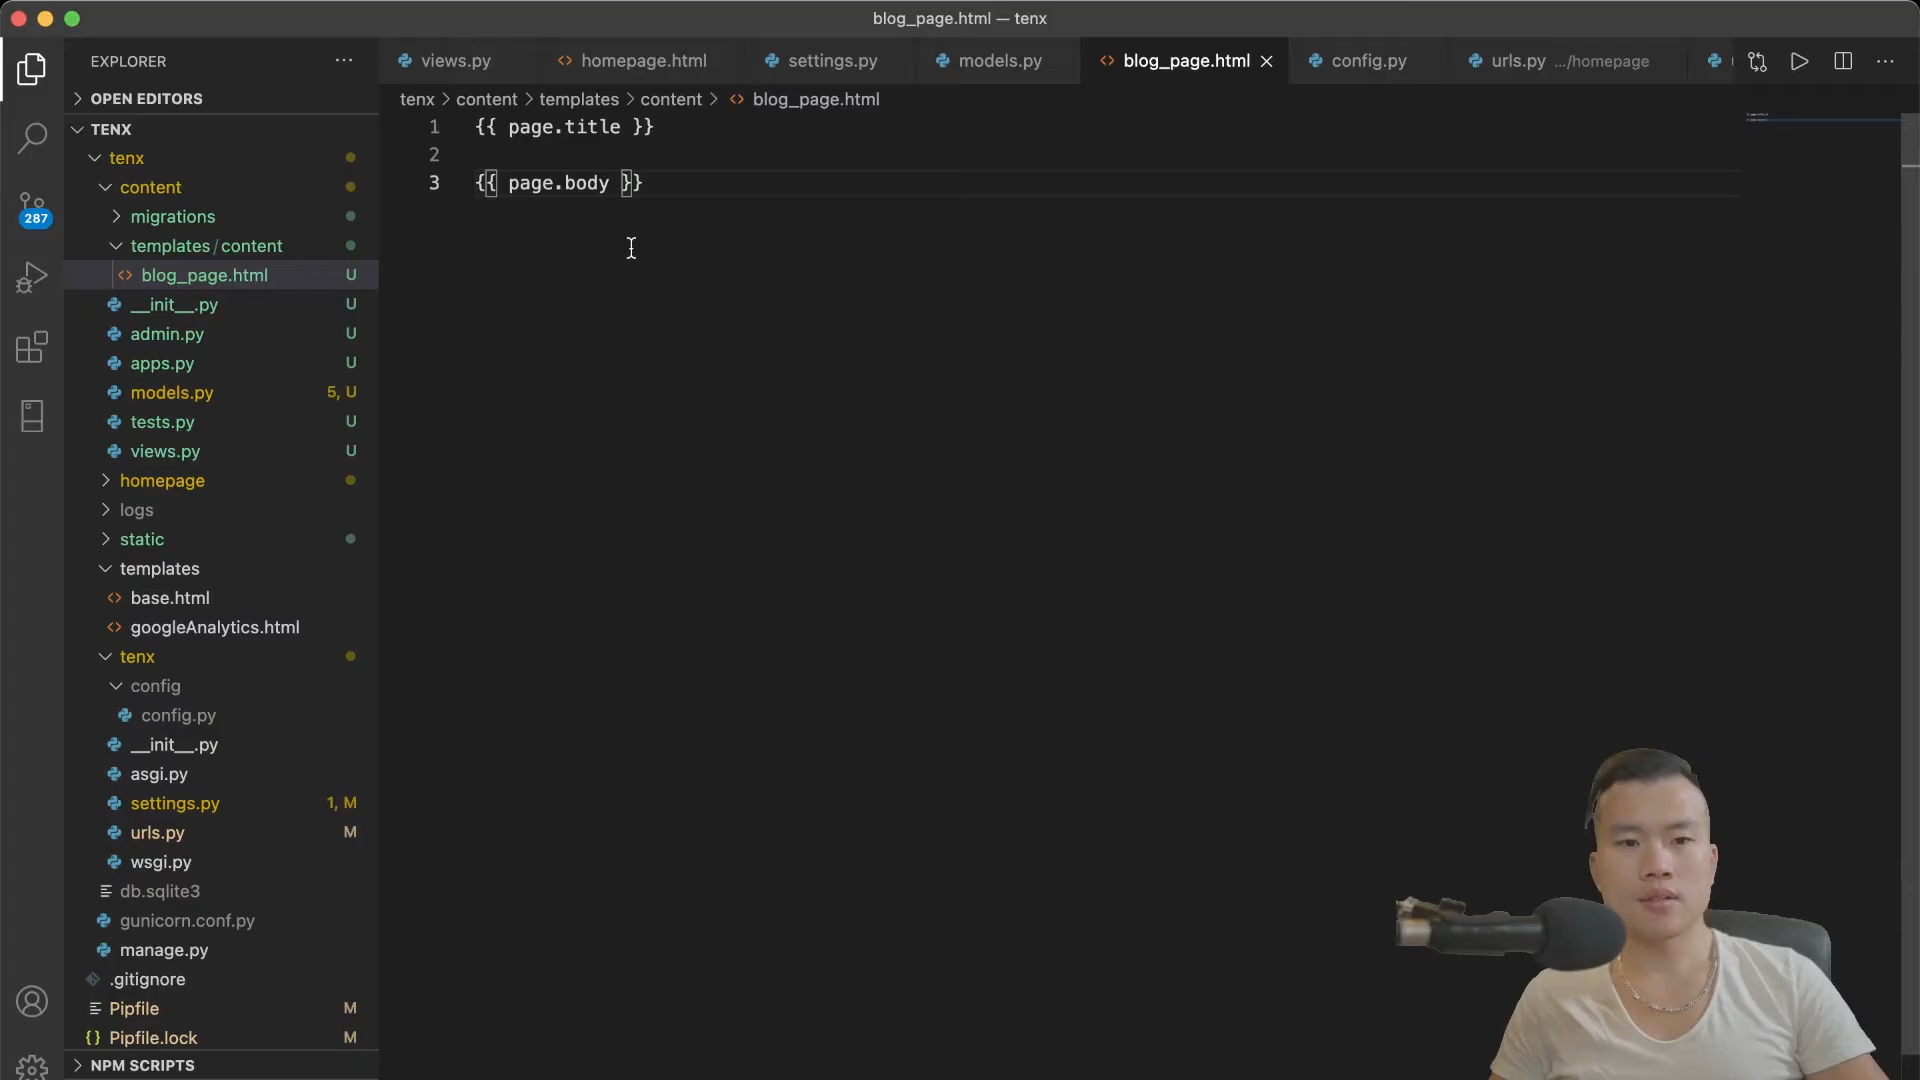 blog_page.html — tenx
EXPLORER
views.py
homepage.html
settings.py
models.py
blog_page.html
config.py
urls.py .../homepage
OPEN EDITORS
tenx > content > templates > content > blog_page.html
TENX
tenx
content
migrations
templates/content
blog_page.html U
__init__.py U
admin.py U
apps.py U
models.py 5, U
tests.py U
views.py U
homepage
logs
static
templates
base.html
googleAnalytics.html
tenx
config
config.py
__init__.py
asgi.py
settings.py 1, M
urls.py M
wsgi.py
db.sqlite3
gunicorn.conf.py
manage.py
.gitignore
Pipfile M
Pipfile.lock M
NPM SCRIPTS
287
1 {{ page.title }}
2
3 {{ page.body }}